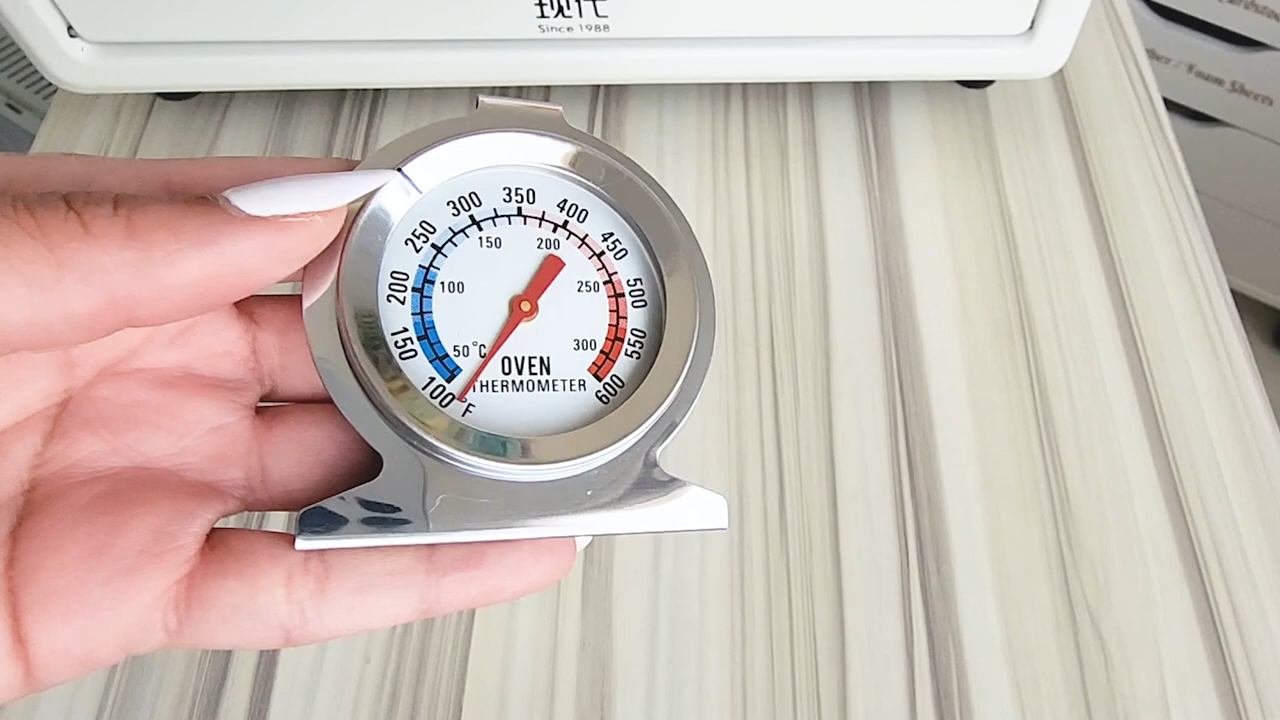 现代
Since 1988
350
300
400
250
450
150
200
200
100
250
500
150
50°C
300
550
OVEN
THERMOMETER
100°F
600